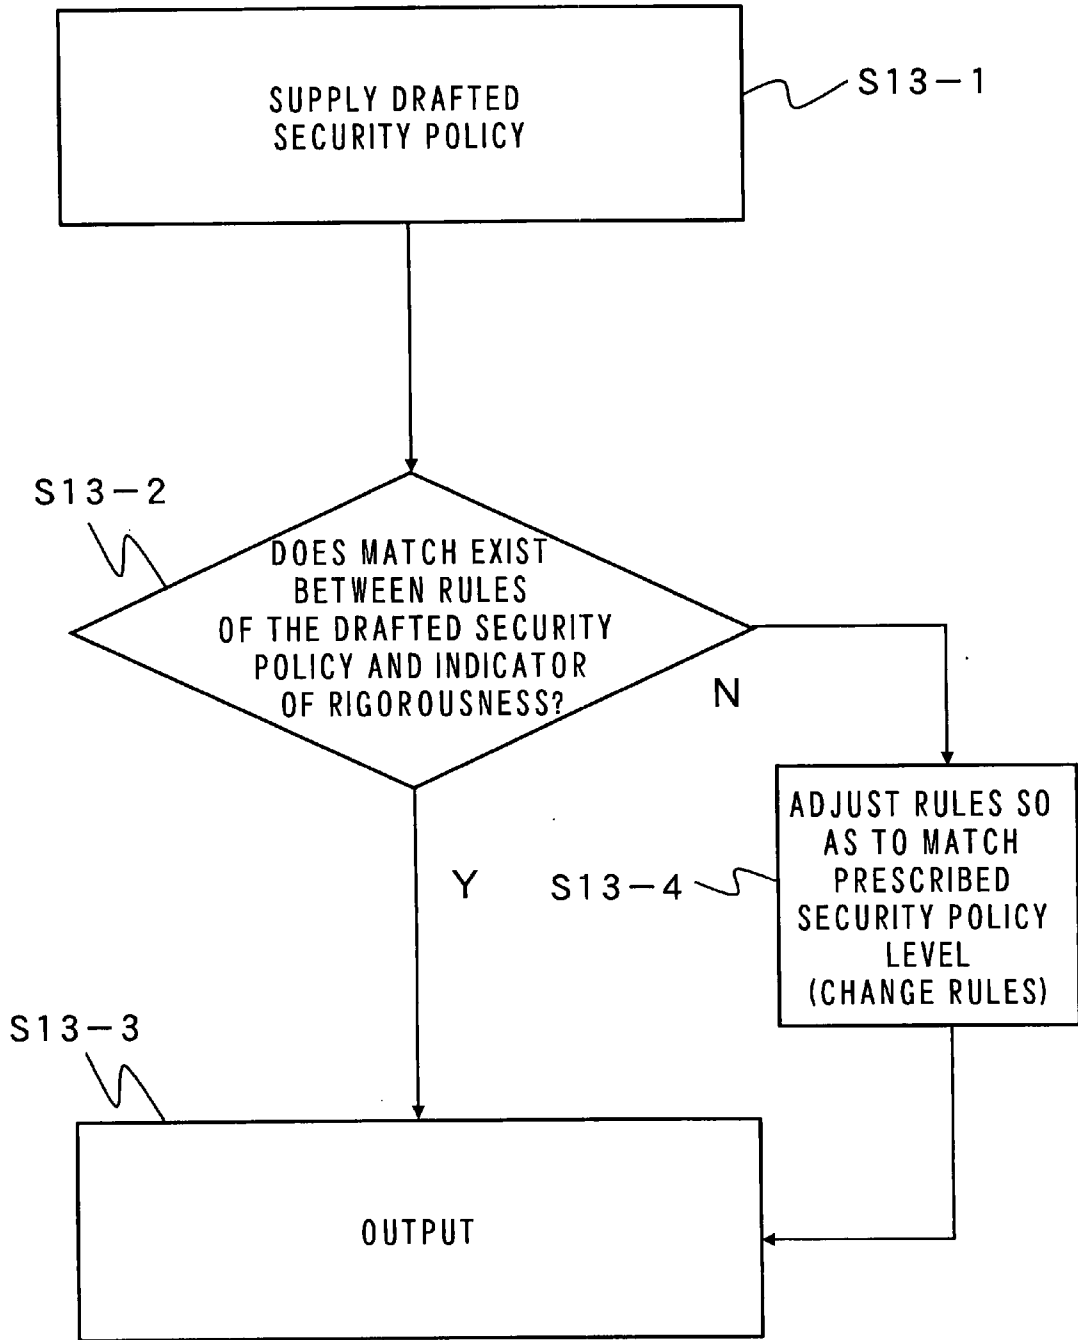 SUPPLY DRAFTED
SECURITY POLICY
S13-1
S13-2
DOES MATCH EXIST
BETWEEN RULES
OF THE DRAFTED SECURITY
POLICY AND INDICATOR
OF RIGOROUSNESS?
N
Y
ADJUST RULES SO
AS TO MATCH
PRESCRIBED
SECURITY POLICY
LEVEL
(CHANGE RULES)
S13-4
S13-3
OUTPUT